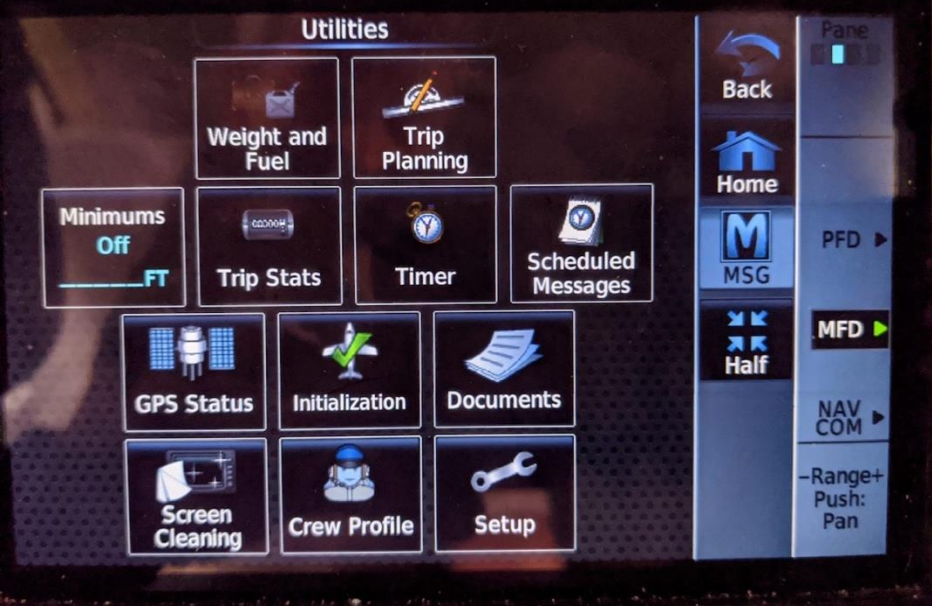 Utilities
Weight and
Fuel
Trip
Planning
Minimums
Off
_____FT
Trip Stats
Timer
Scheduled
Messages
GPS Status
Initialization
Documents
Screen
Cleaning
Crew Profile
Setup
Back
Home
M
MSG
Half
Pane
PFD
MFD
NAV
COM
-Range+
Push:
Pan